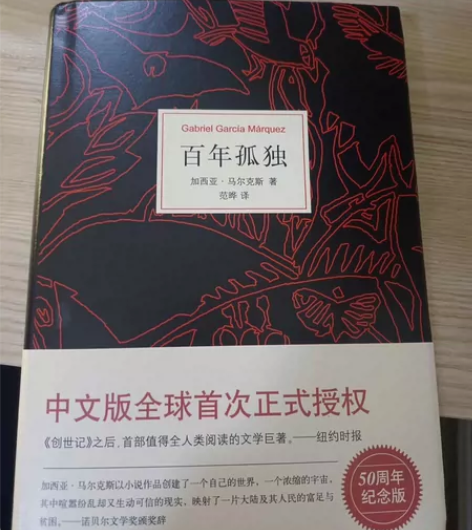 Gabriel García Márquez
百年孤独
加西亚·马尔克斯 著
范晔 译
中文版全球首次正式授权
《创世记》之后,首部值得全人类阅读的文学巨著。——纽约时报
加西亚·马尔克斯以小说作品创建了一个自己的世界,一个浓缩的宇宙,
其中喧嚣纷乱却又生动可信的现实,映射了一片大陆及其人民的富足与
贫困。——诺贝尔文学奖颁奖辞
50周年
纪念版